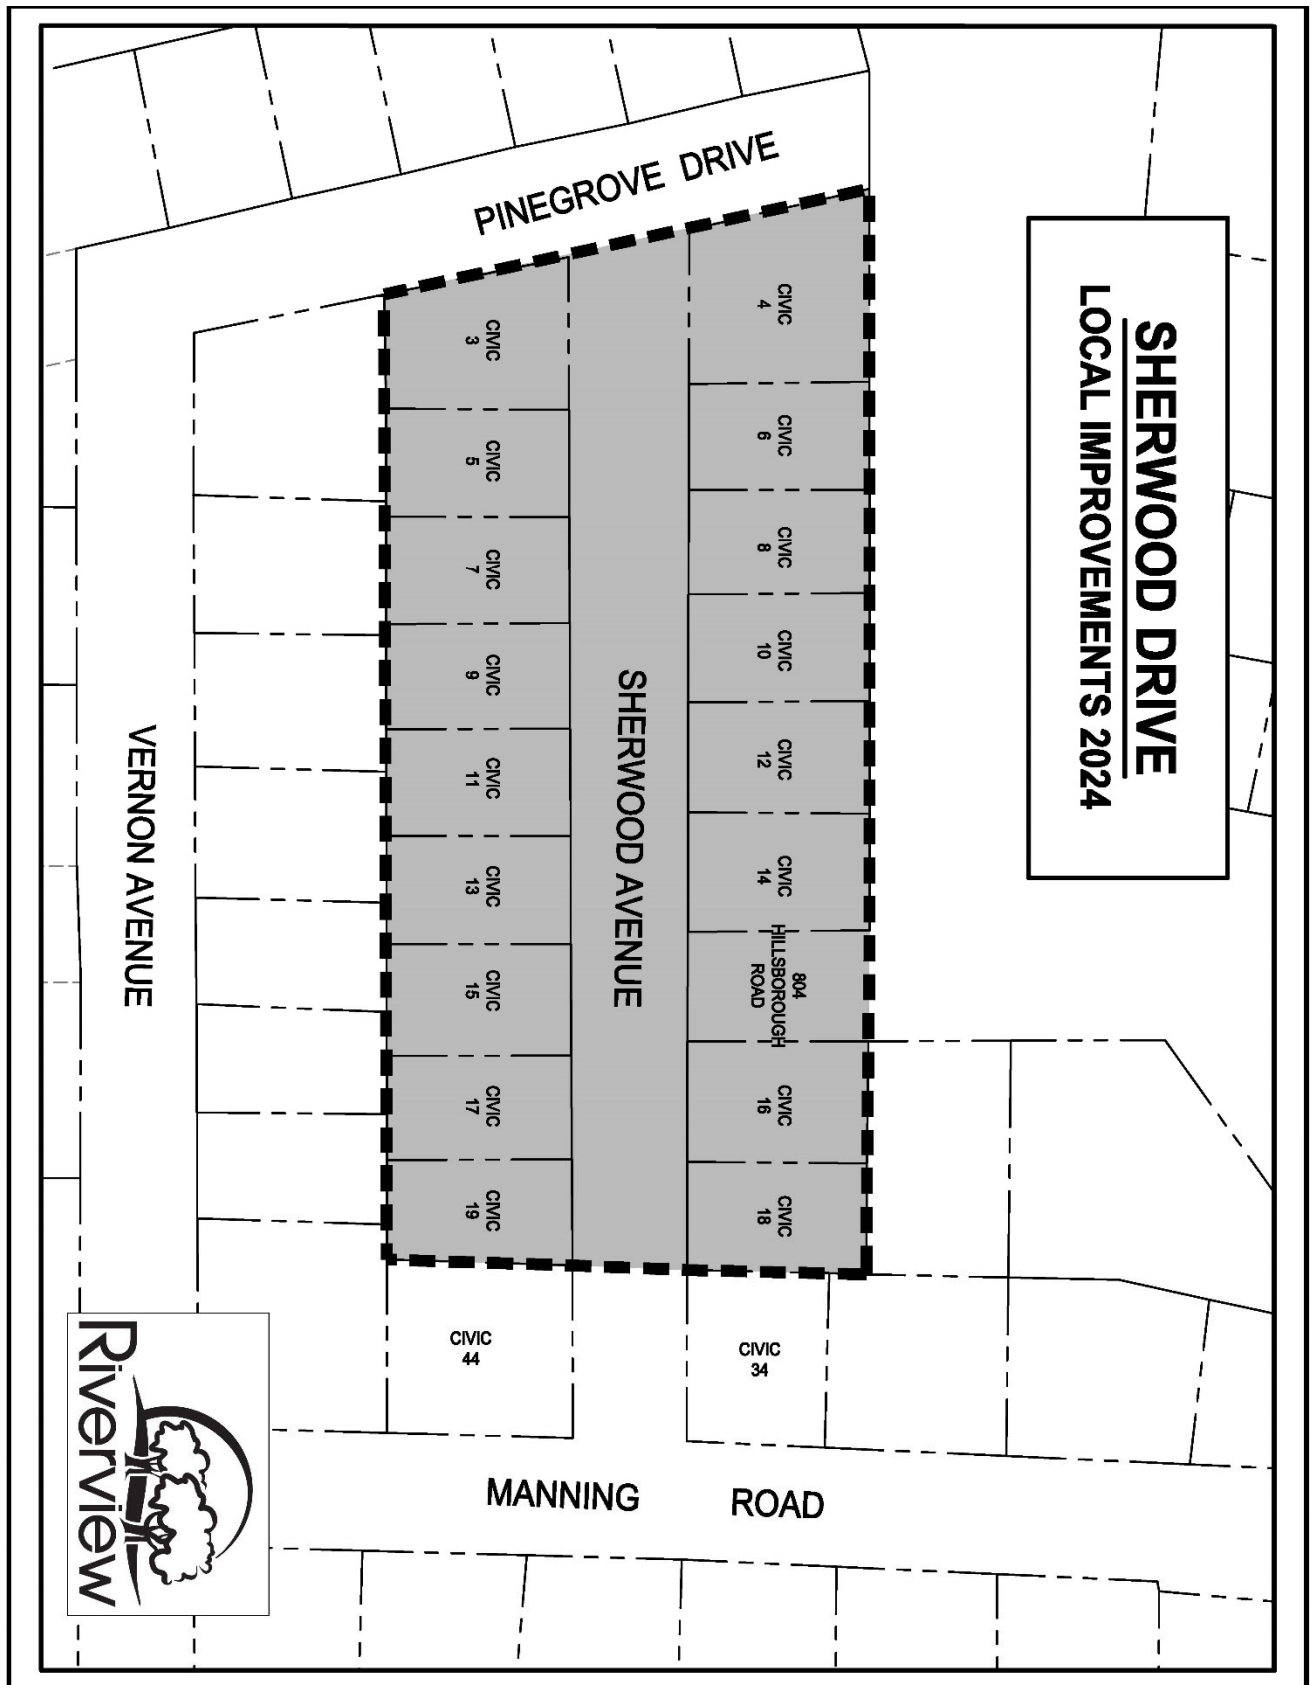 SHERWOOD DRIVE
LOCAL IMPROVEMENTS 2024
PINEGROVE DRIVE
CIVIC
4
CIVIC
6
CIVIC
8
CIVIC
10
CIVIC
12
CIVIC
14
804
HILLSBOROUGH
ROAD
CIVIC
16
CIVIC
18
SHERWOOD AVENUE
CIVIC
3
CIVIC
5
CIVIC
7
CIVIC
9
CIVIC
11
CIVIC
13
CIVIC
15
CIVIC
17
CIVIC
19
VERNON AVENUE
CIVIC
44
CIVIC
34
MANNING ROAD
Riverview